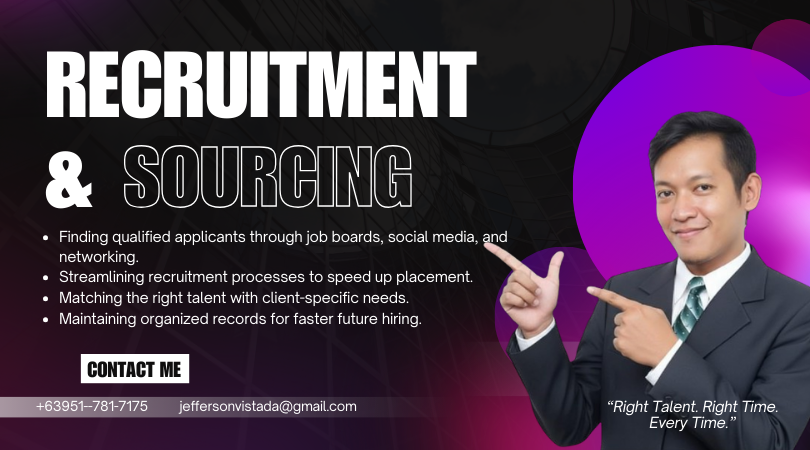 RECRUITMENT
& SOURCING
• Finding qualified applicants through job boards, social media, and
networking.
• Streamlining recruitment processes to speed up placement.
• Matching the right talent with client-specific needs.
• Maintaining organized records for faster future hiring.
CONTACT ME
+63951–781-7175 jeffersonvistada@gmail.com
“Right Talent. Right Time.
Every Time.”